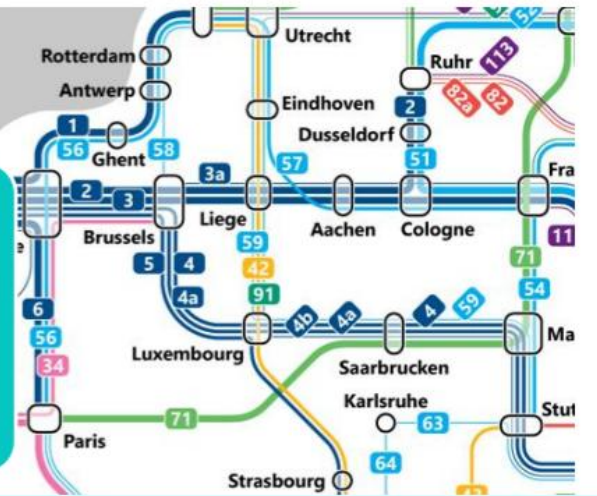 52
Utrecht
Rotterdam
Ruhr
113
Antwerp
82a
82
Eindhoven
2
1
Dusseldorf
56
58
Ghent
57
51
3a
Fra
2
3
Liege
Brussels
Aachen
Cologne
11
e
59
5
4
42
71
4a
91
54
6
4b
4a
4
59
56
Luxembourg
Ma
34
Saarbrucken
Karlsruhe
71
63
Stut
Paris
64
Strasbourg